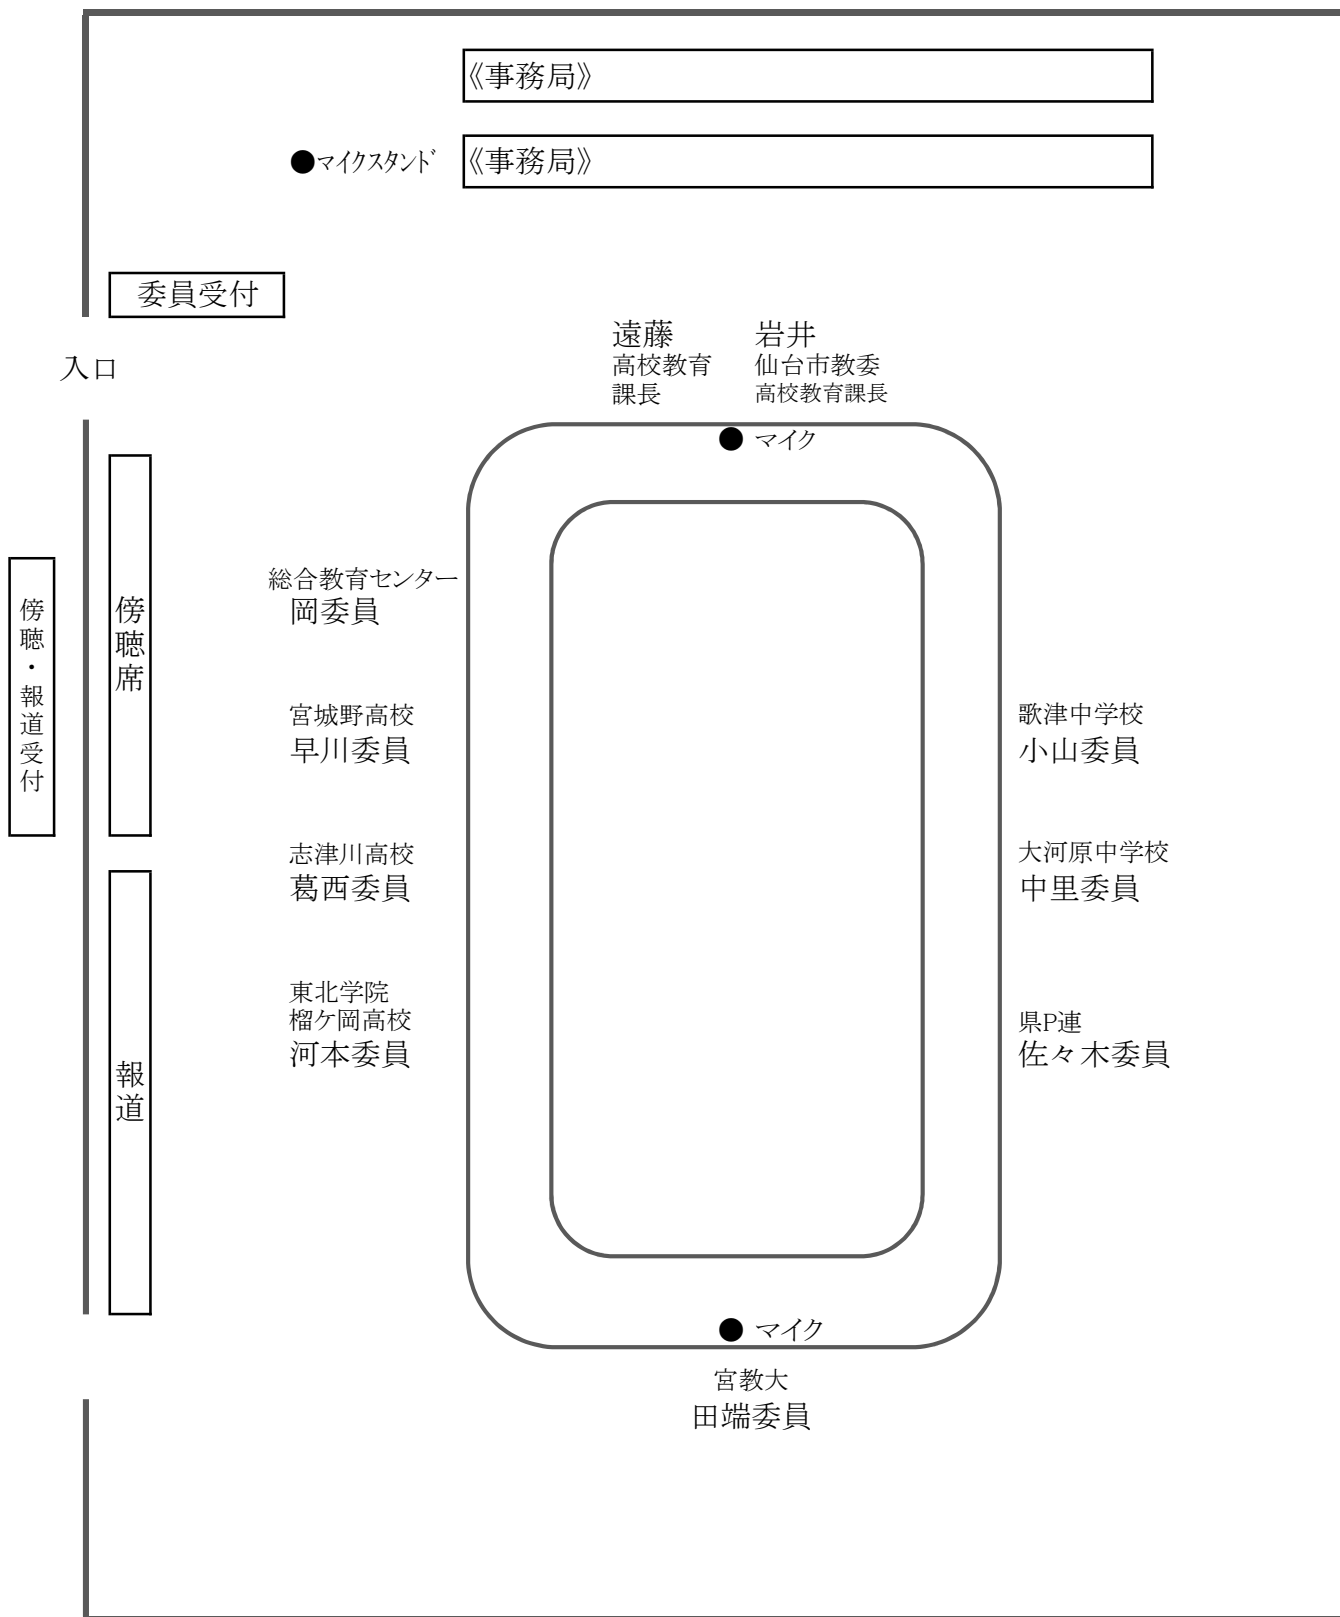 《事務局》
●マイクスタンド
《事務局》
委員受付
入口
遠藤
高校教育
課長
岩井
仙台市教委
高校教育課長
●マイク
傍聴・報道受付
傍聴席
報道
総合教育センター
岡委員
宮城野高校
早川委員
志津川高校
葛西委員
東北学院
榴ケ岡高校
河本委員
歌津中学校
小山委員
大河原中学校
中里委員
県P連
佐々木委員
●マイク
宮教大
田端委員